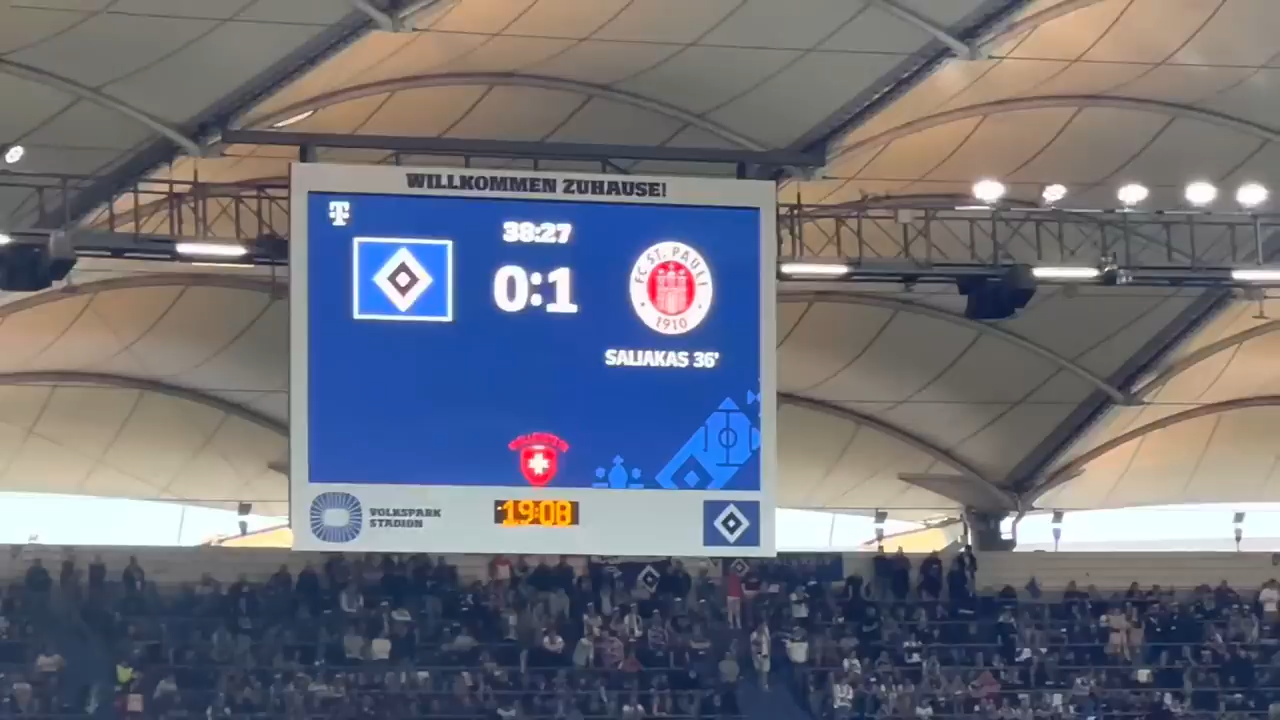 WILLKOMMEN ZUHAUSE!
T
38:27
0:1
FC ST. PAULI
1910
SALIAKAS 36'
VOLKSPARK
STADION
19:08